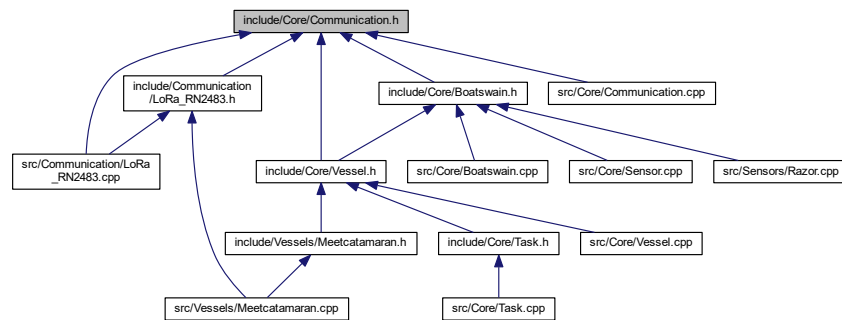 include/Core/Communication.h
include/Communication
/LoRa_RN2483.h
include/Core/Boatswain.h
src/Core/Communication.cpp
src/Communication/LoRa
_RN2483.cpp
include/Core/Vessel.h
src/Core/Boatswain.cpp
src/Core/Sensor.cpp
src/Sensors/Razor.cpp
include/Vessels/Meetcatamaran.h
include/Core/Task.h
src/Core/Vessel.cpp
src/Vessels/Meetcatamaran.cpp
src/Core/Task.cpp